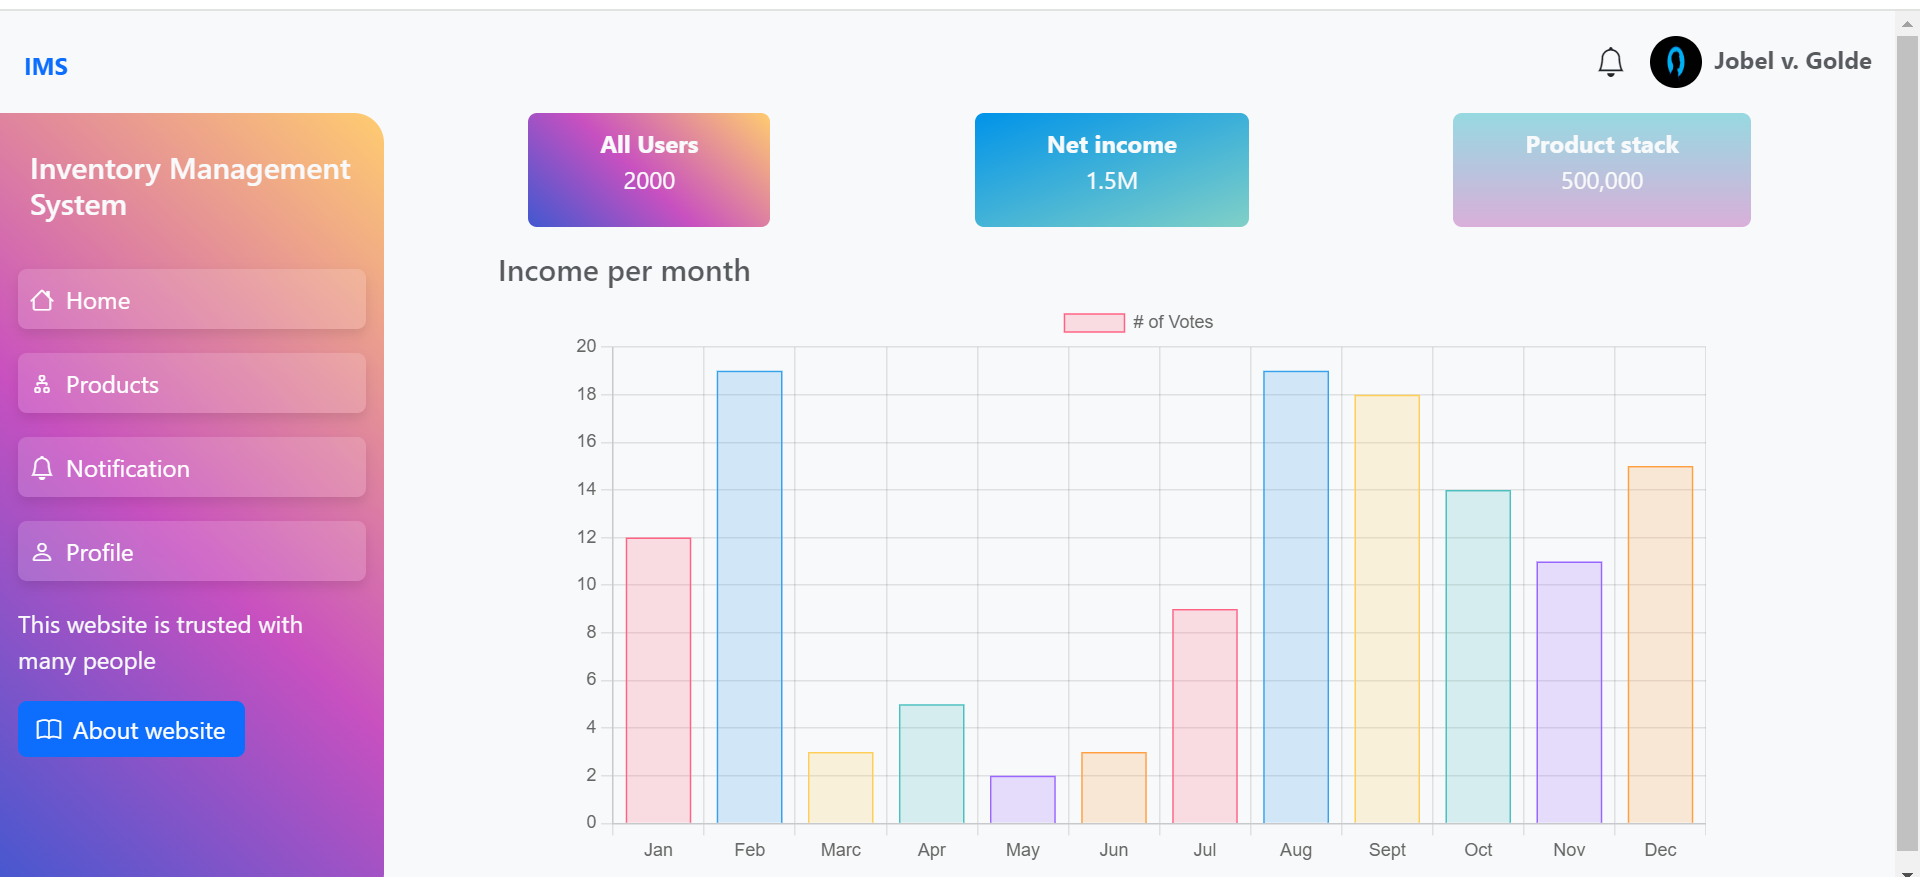 IMS
Jobel v. Golde
Inventory Management
System
Home
Products
Notification
Profile
This website is trusted with
many people
About website
All Users
2000
Net income
1.5M
Product stack
500,000
Income per month
# of Votes
20
18
16
14
12
10
8
6
4
2
0
Jan Feb Marc Apr May Jun Jul Aug Sept Oct Nov Dec